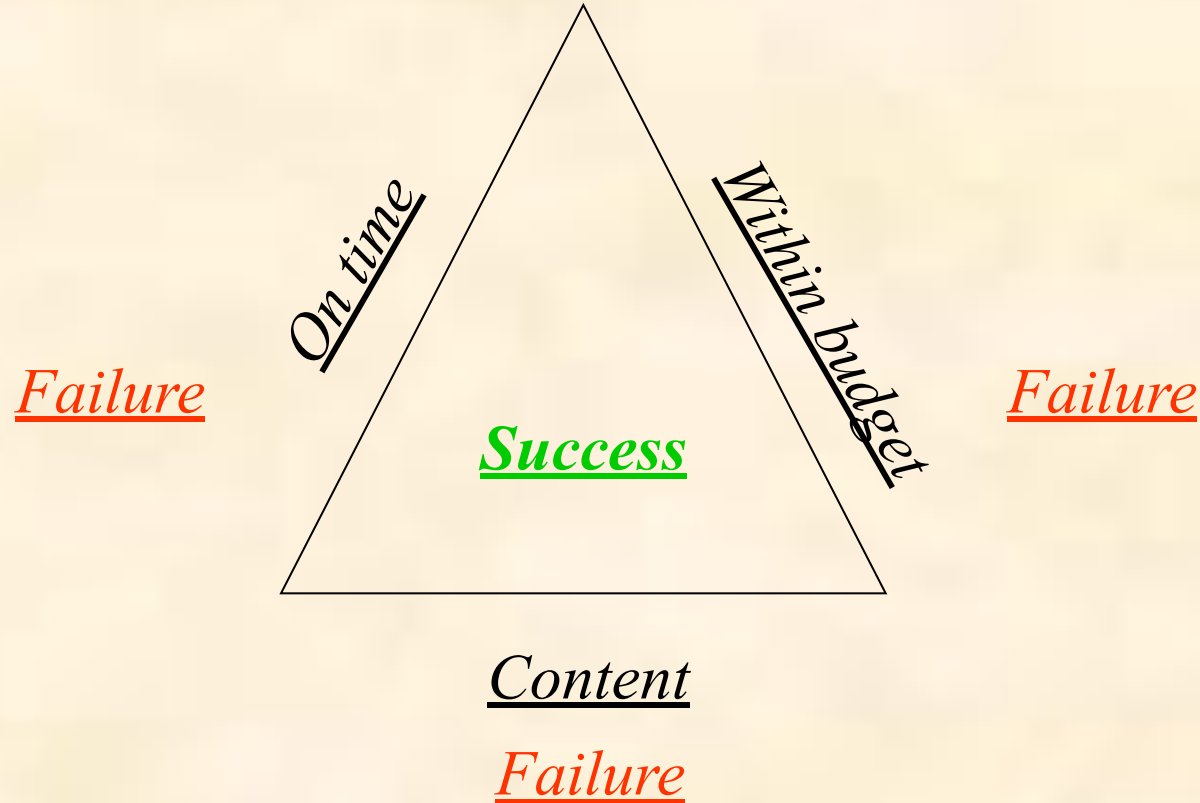 On time
Within budget
Failure
Failure
Success
Content
Failure